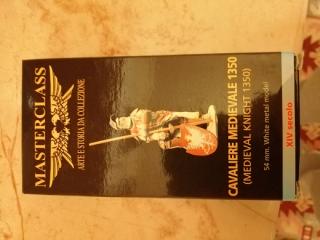 MASTERCLASS
ARTE E STORIA DA COLLEZIONE
CAVALIERE MEDIEVALE 1350
(MEDIEVAL KNIGHT 1350)
54 mm. White metal model
XIV secolo